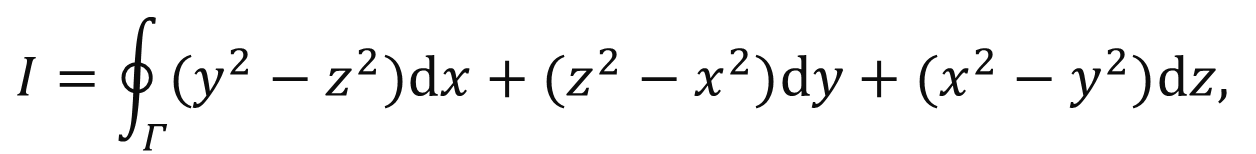 I = ∮_Γ (y² − z²)dx + (z² − x²)dy + (x² − y²)dz,